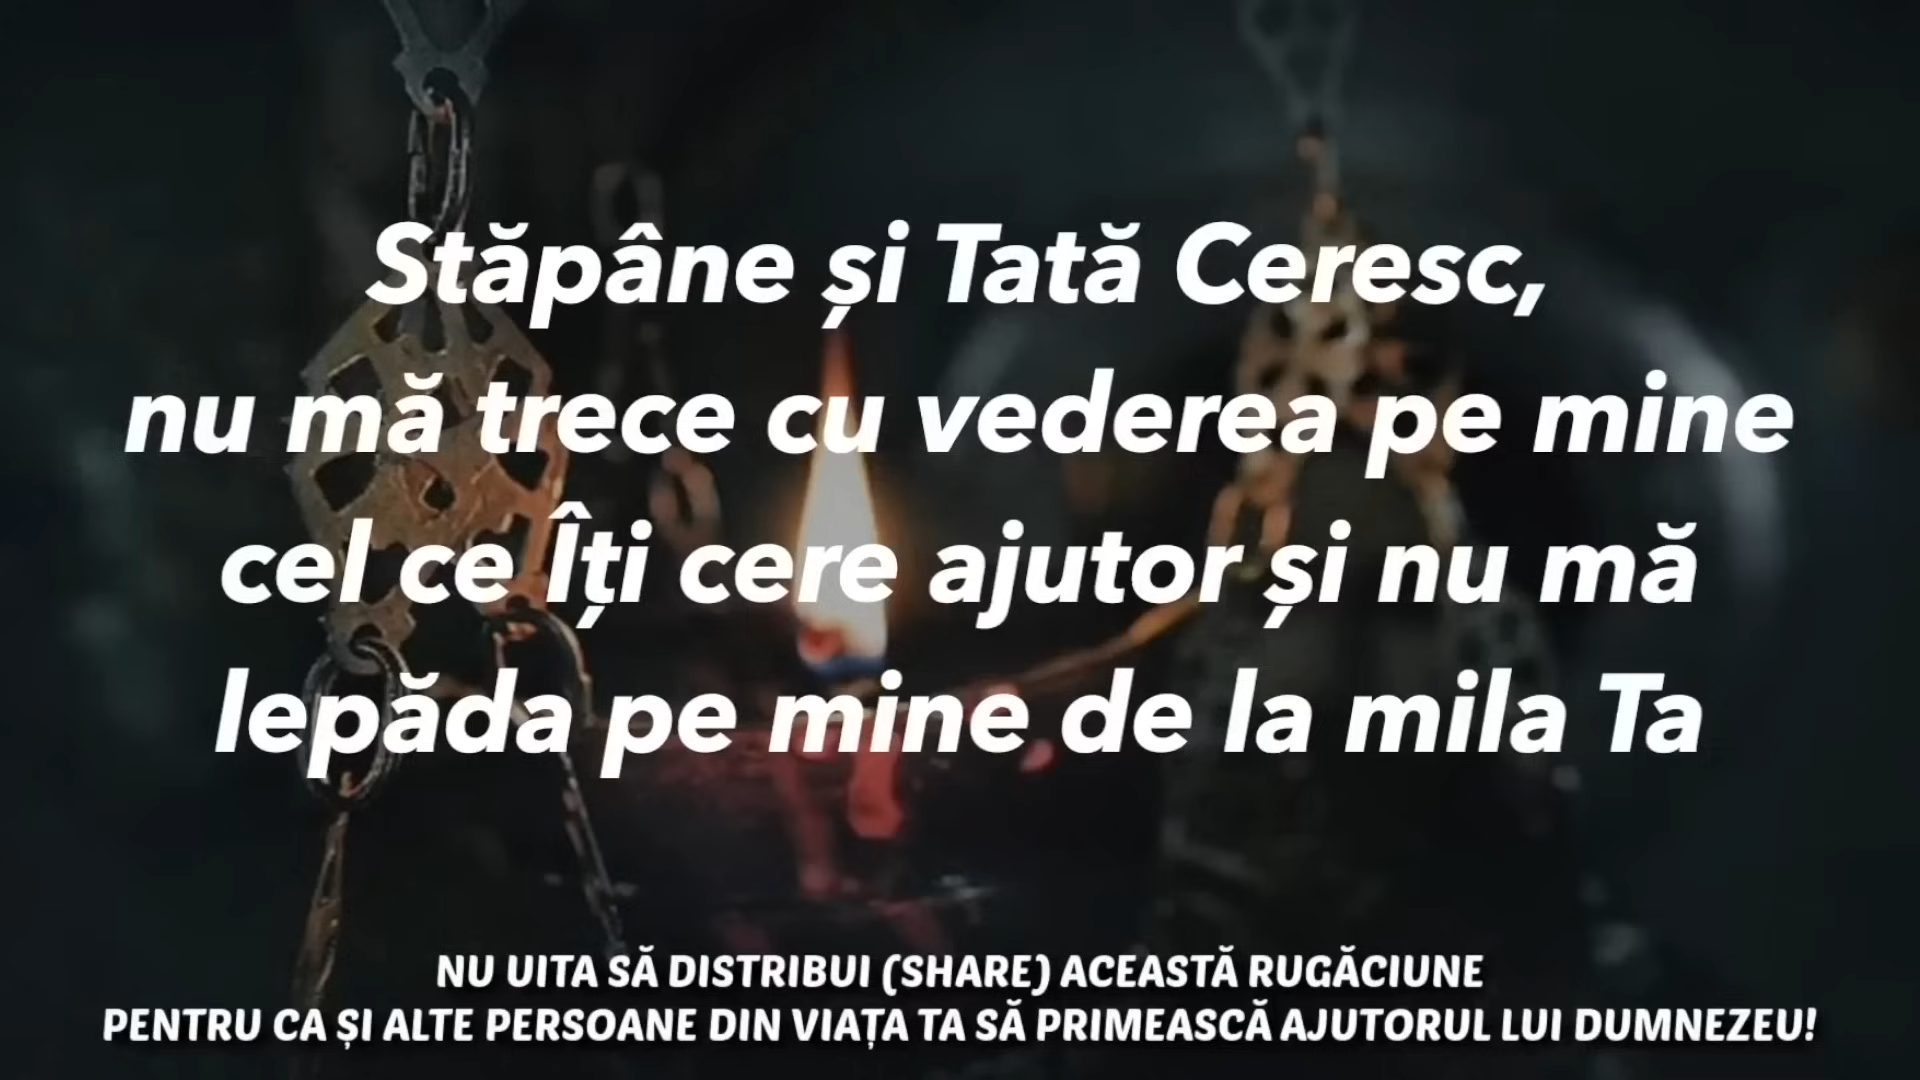 Stăpâne și Tată Ceresc,
nu mă trece cu vederea pe mine
cel ce Îți cere ajutor și nu mă
lepăda pe mine de la mila Ta
NU UITA SĂ DISTRIBUI (SHARE) ACEASTĂ RUGĂCIUNE
PENTRU CA ȘI ALTE PERSOANE DIN VIAȚA TA SĂ PRIMEASCĂ AJUTORUL LUI DUMNEZEU!